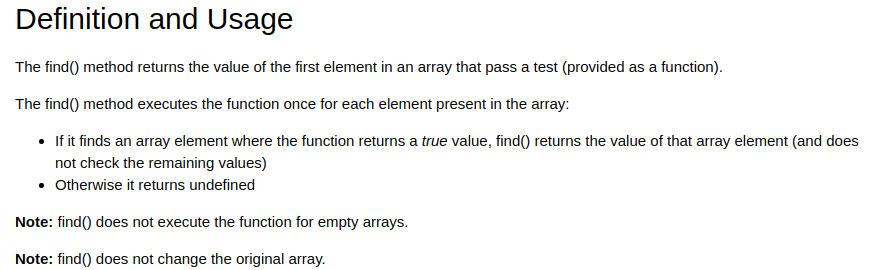 Definition and Usage
The find() method returns the value of the first element in an array that pass a test (provided as a function).
The find() method executes the function once for each element present in the array:
• If it finds an array element where the function returns a true value, find() returns the value of that array element (and does
not check the remaining values)
• Otherwise it returns undefined
Note: find() does not execute the function for empty arrays.
Note: find() does not change the original array.